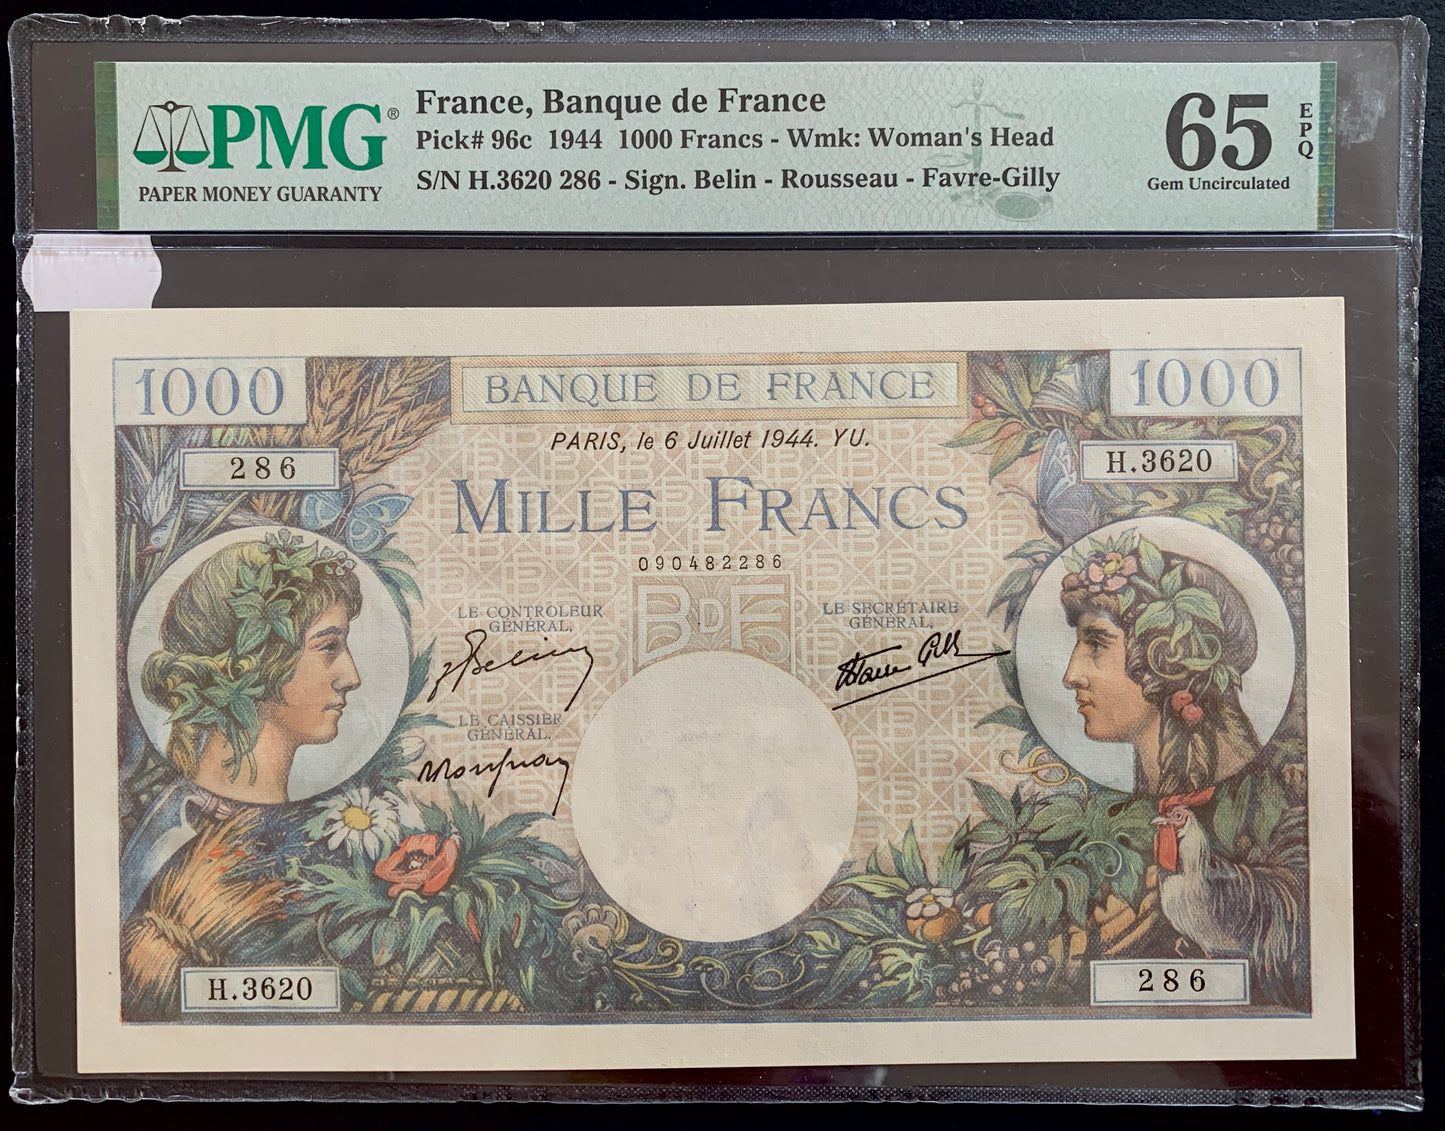 PMG®
PAPER MONEY GUARANTY
France, Banque de France
Pick# 96c 1944 1000 Francs - Wmk: Woman's Head
S/N H.3620 286 - Sign. Belin - Rousseau - Favre-Gilly
65 EPQ
Gem Uncirculated
1000
BANQUE DE FRANCE
1000
PARIS, le 6 Juillet 1944. YU.
286
H.3620
MILLE FRANCS
090482286
BDF
LE CONTROLEUR
GÉNÉRAL,
LE SECRÉTAIRE
GÉNÉRAL,
LE CAISSIER
GÉNÉRAL,
H.3620
286